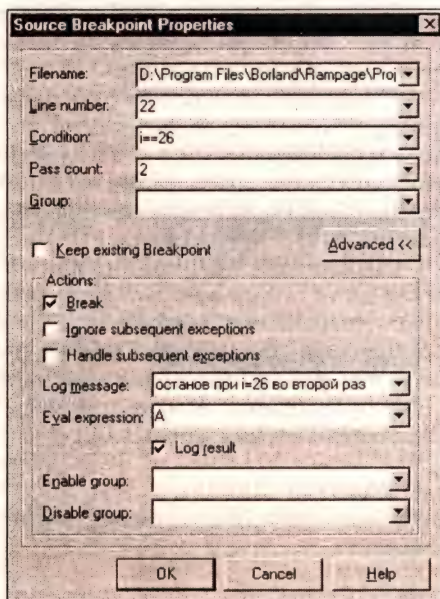 Source Breakpoint Properties
Filename: D:\Program Files\Borland\Rampage\Proj
Line number: 22
Condition: i==26
Pass count: 2
Group:
Keep existing Breakpoint
Advanced <<
Actions:
Break
Ignore subsequent exceptions
Handle subsequent exceptions
Log message: останов при i=26 во второй раз
Eval expression: A
Log result
Enable group:
Disable group:
OK Cancel Help